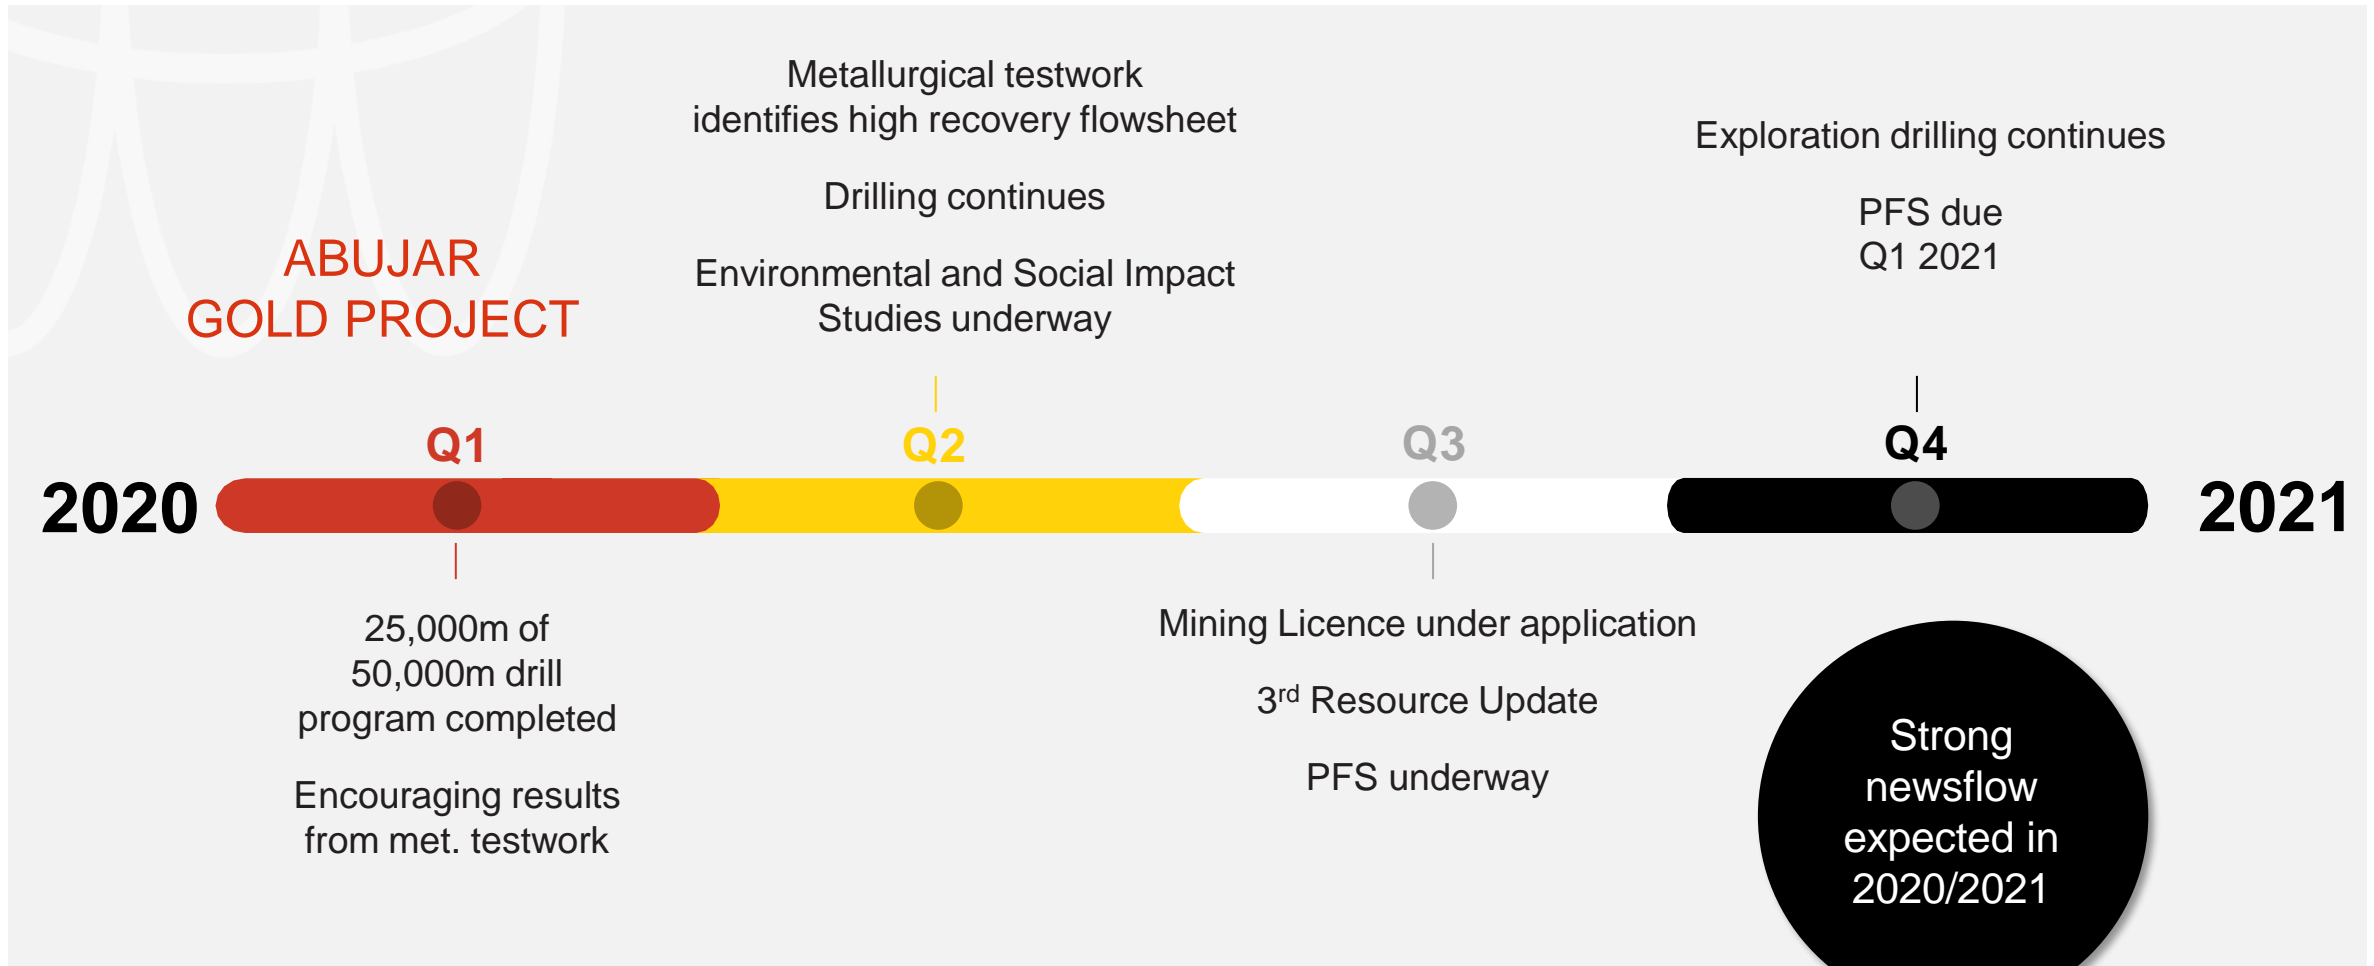 ABUJAR
GOLD PROJECT
Metallurgical testwork
identifies high recovery flowsheet
Drilling continues
Environmental and Social Impact
Studies underway
Exploration drilling continues
PFS due
Q1 2021
Q1
Q2
Q3
Q4
2020
2021
25,000m of
50,000m drill
program completed
Encouraging results
from met. testwork
Mining Licence under application
3rd Resource Update
PFS underway
Strong
newsflow
expected in
2020/2021